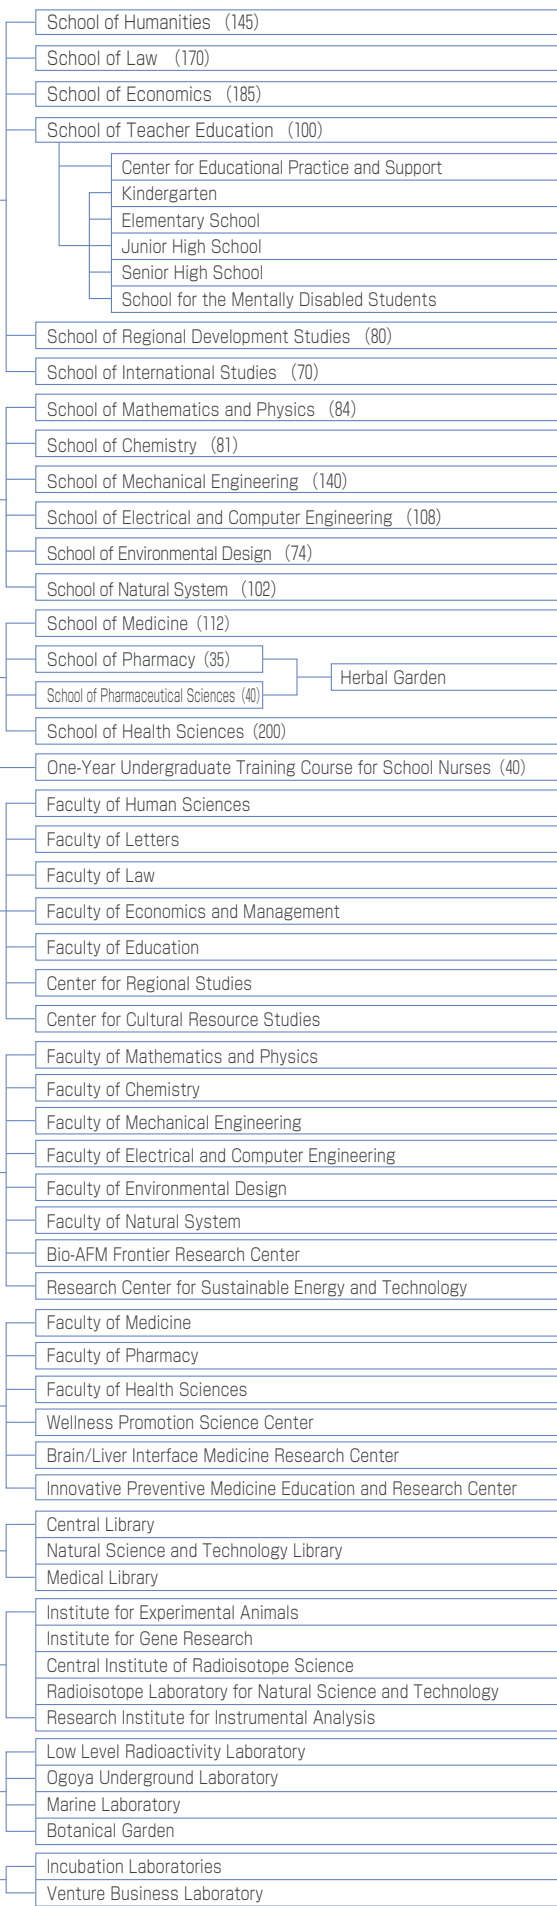 School of Humanities (145)
School of Law (170)
School of Economics (185)
School of Teacher Education (100)
Center for Educational Practice and Support
Kindergarten
Elementary School
Junior High School
Senior High School
School for the Mentally Disabled Students
School of Regional Development Studies (80)
School of International Studies (70)
School of Mathematics and Physics (84)
School of Chemistry (81)
School of Mechanical Engineering (140)
School of Electrical and Computer Engineering (108)
School of Environmental Design (74)
School of Natural System (102)
School of Medicine (112)
School of Pharmacy (35)
Herbal Garden
School of Pharmaceutical Sciences (40)
School of Health Sciences (200)
One-Year Undergraduate Training Course for School Nurses (40)
Faculty of Human Sciences
Faculty of Letters
Faculty of Law
Faculty of Economics and Management
Faculty of Education
Center for Regional Studies
Center for Cultural Resource Studies
Faculty of Mathematics and Physics
Faculty of Chemistry
Faculty of Mechanical Engineering
Faculty of Electrical and Computer Engineering
Faculty of Environmental Design
Faculty of Natural System
Bio-AFM Frontier Research Center
Research Center for Sustainable Energy and Technology
Faculty of Medicine
Faculty of Pharmacy
Faculty of Health Sciences
Wellness Promotion Science Center
Brain/Liver Interface Medicine Research Center
Innovative Preventive Medicine Education and Research Center
Central Library
Natural Science and Technology Library
Medical Library
Institute for Experimental Animals
Institute for Gene Research
Central Institute of Radioisotope Science
Radioisotope Laboratory for Natural Science and Technology
Research Institute for Instrumental Analysis
Low Level Radioactivity Laboratory
Ogoya Underground Laboratory
Marine Laboratory
Botanical Garden
Incubation Laboratories
Venture Business Laboratory